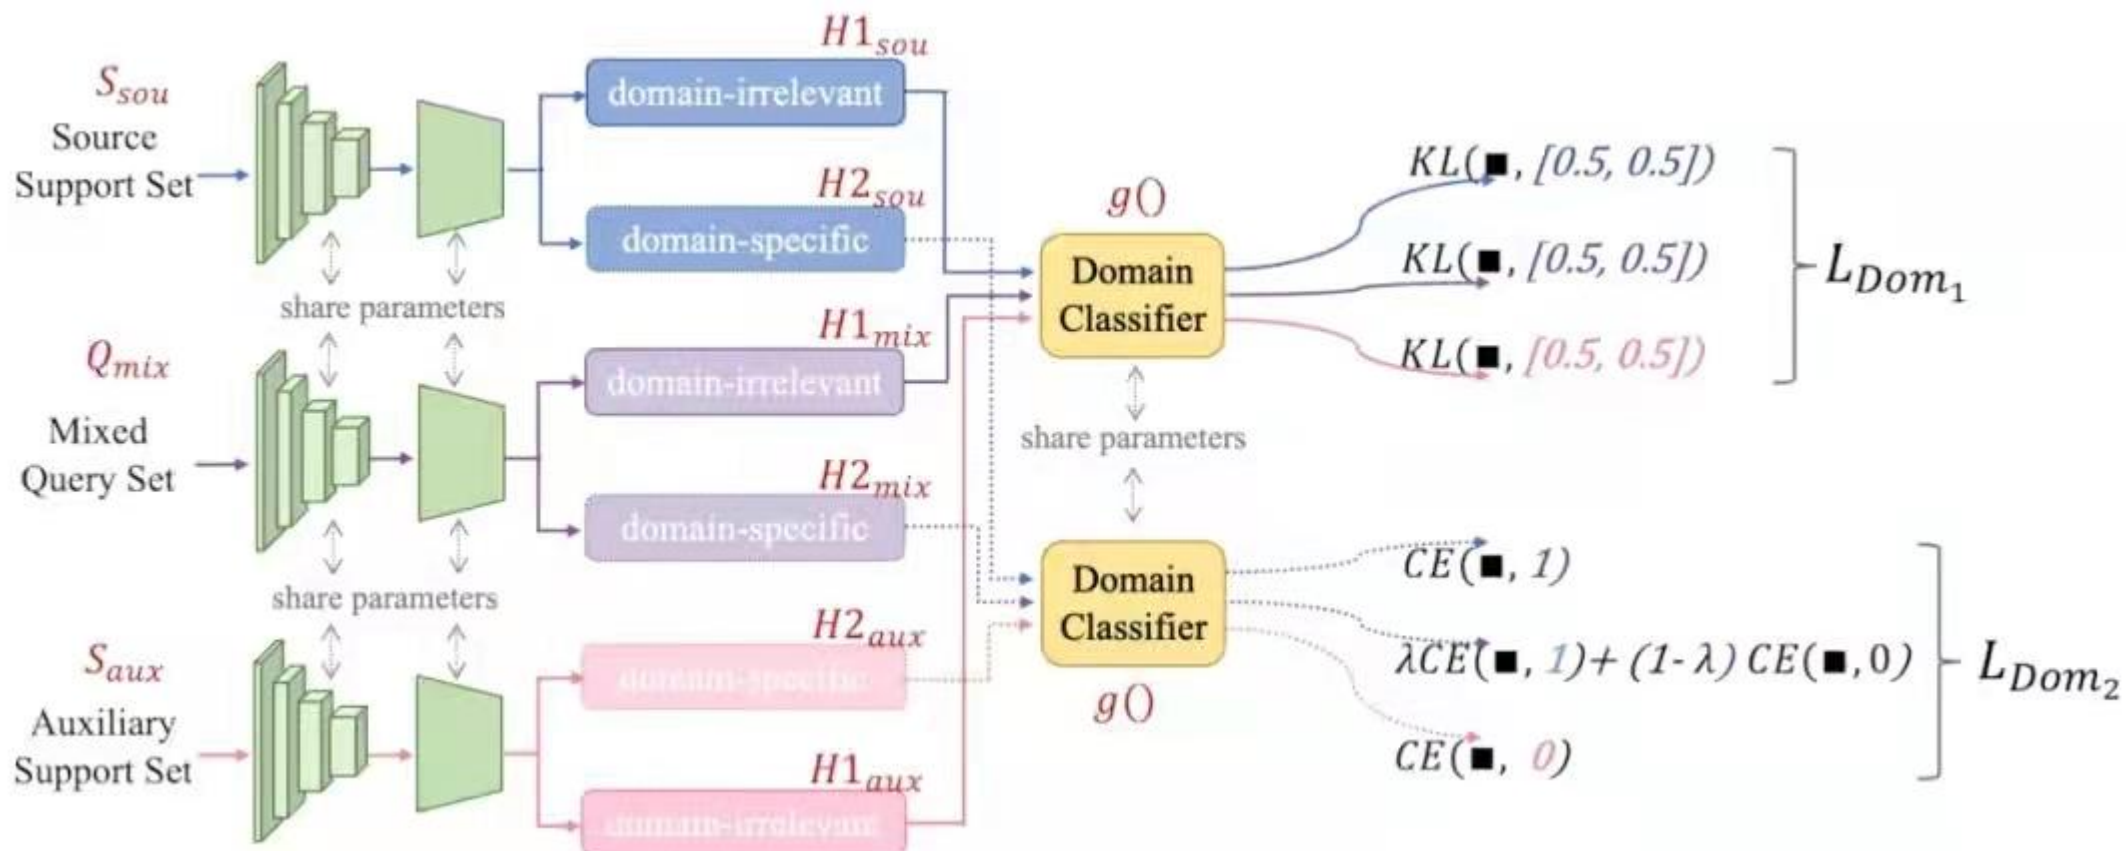 S_sou
Source
Support Set
share parameters
Q_mix
Mixed
Query Set
share parameters
S_aux
Auxiliary
Support Set
H1_sou
domain-irrelevant
H2_sou
domain-specific
H1_mix
domain-irrelevant
H2_mix
domain-specific
H2_aux
domain-specific
H1_aux
domain-irrelevant
g()
Domain
Classifier
share parameters
Domain
Classifier
g()
KL(■, [0.5, 0.5])
KL(■, [0.5, 0.5])
KL(■, [0.5, 0.5])
L_Dom_1
CE(■, 1)
λCE(■, 1)+ (1- λ) CE(■,0)
CE(■, 0)
L_Dom_2